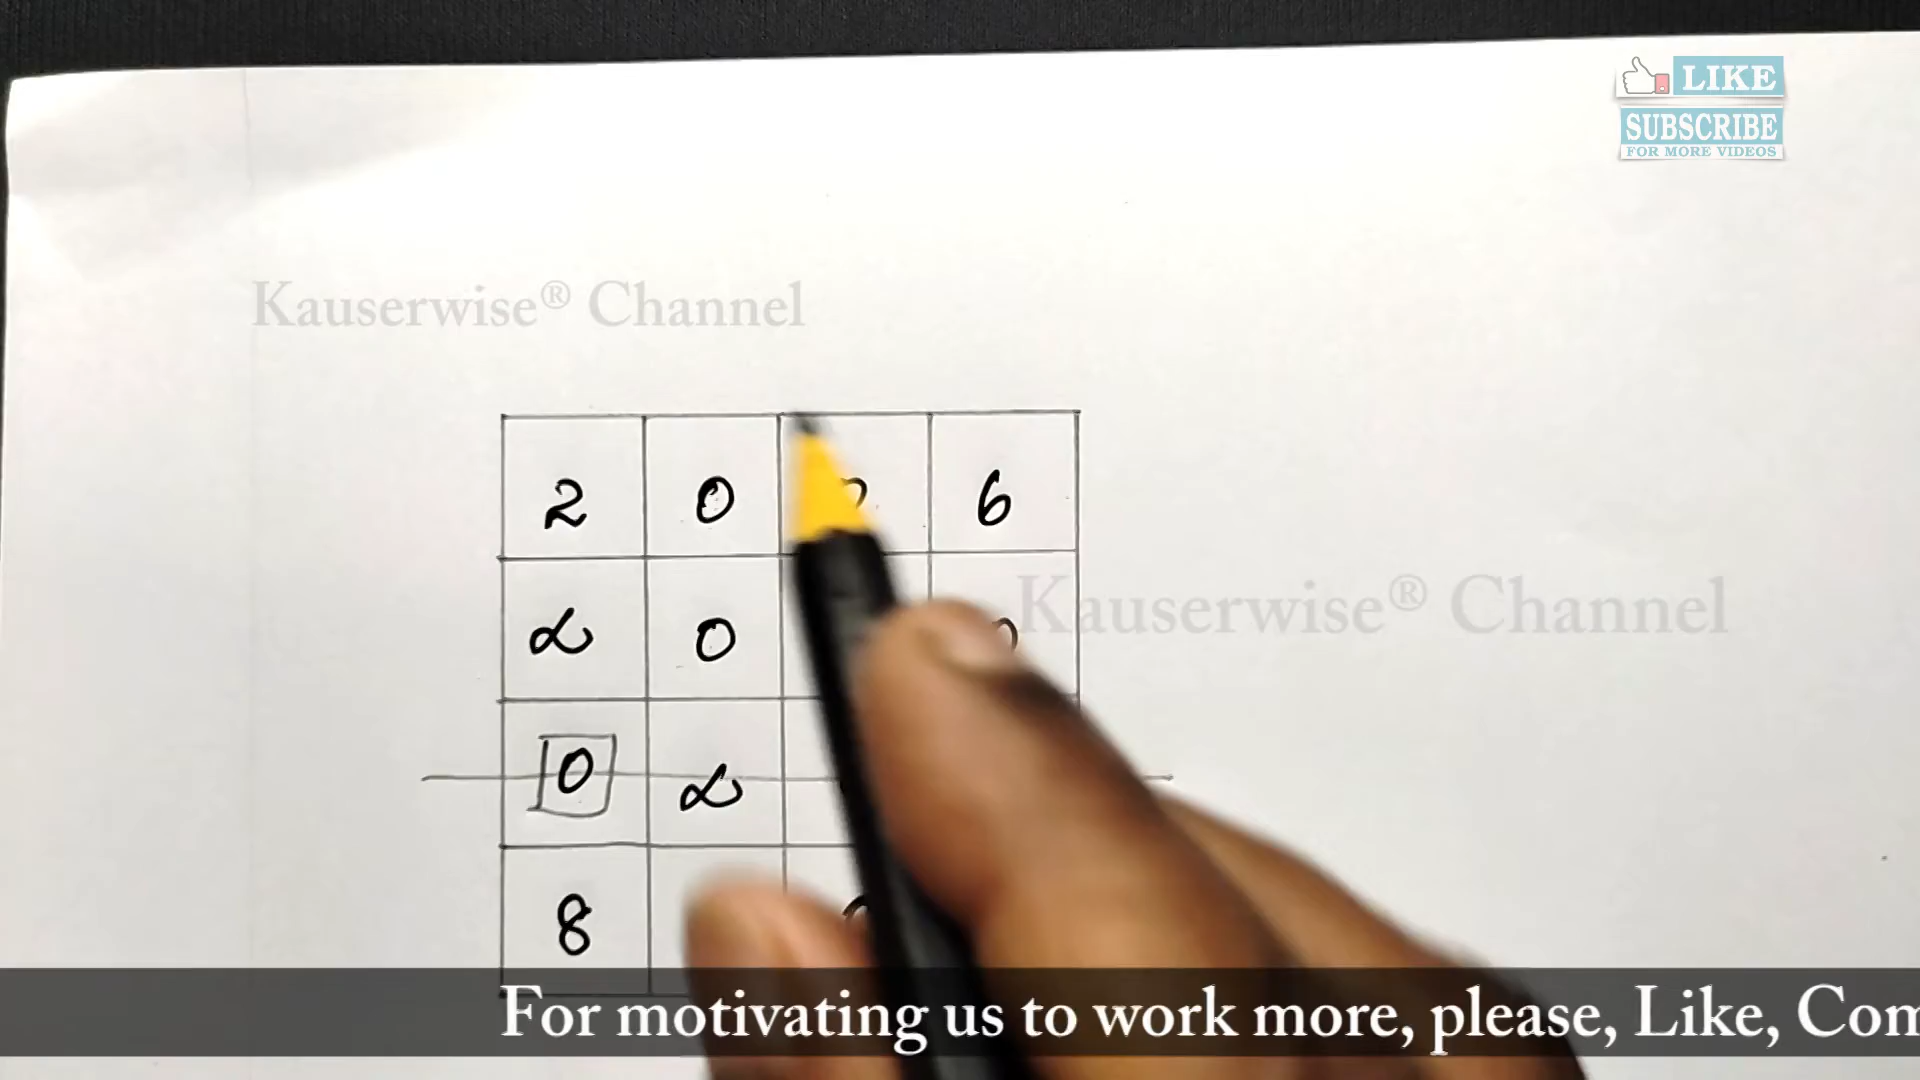 LIKE
SUBSCRIBE
FOR MORE VIDEOS
Kauserwise® Channel
2 0 6
∝ 0
Kauserwise® Channel
0 ∝
8
For motivating us to work more, please, Like, Com